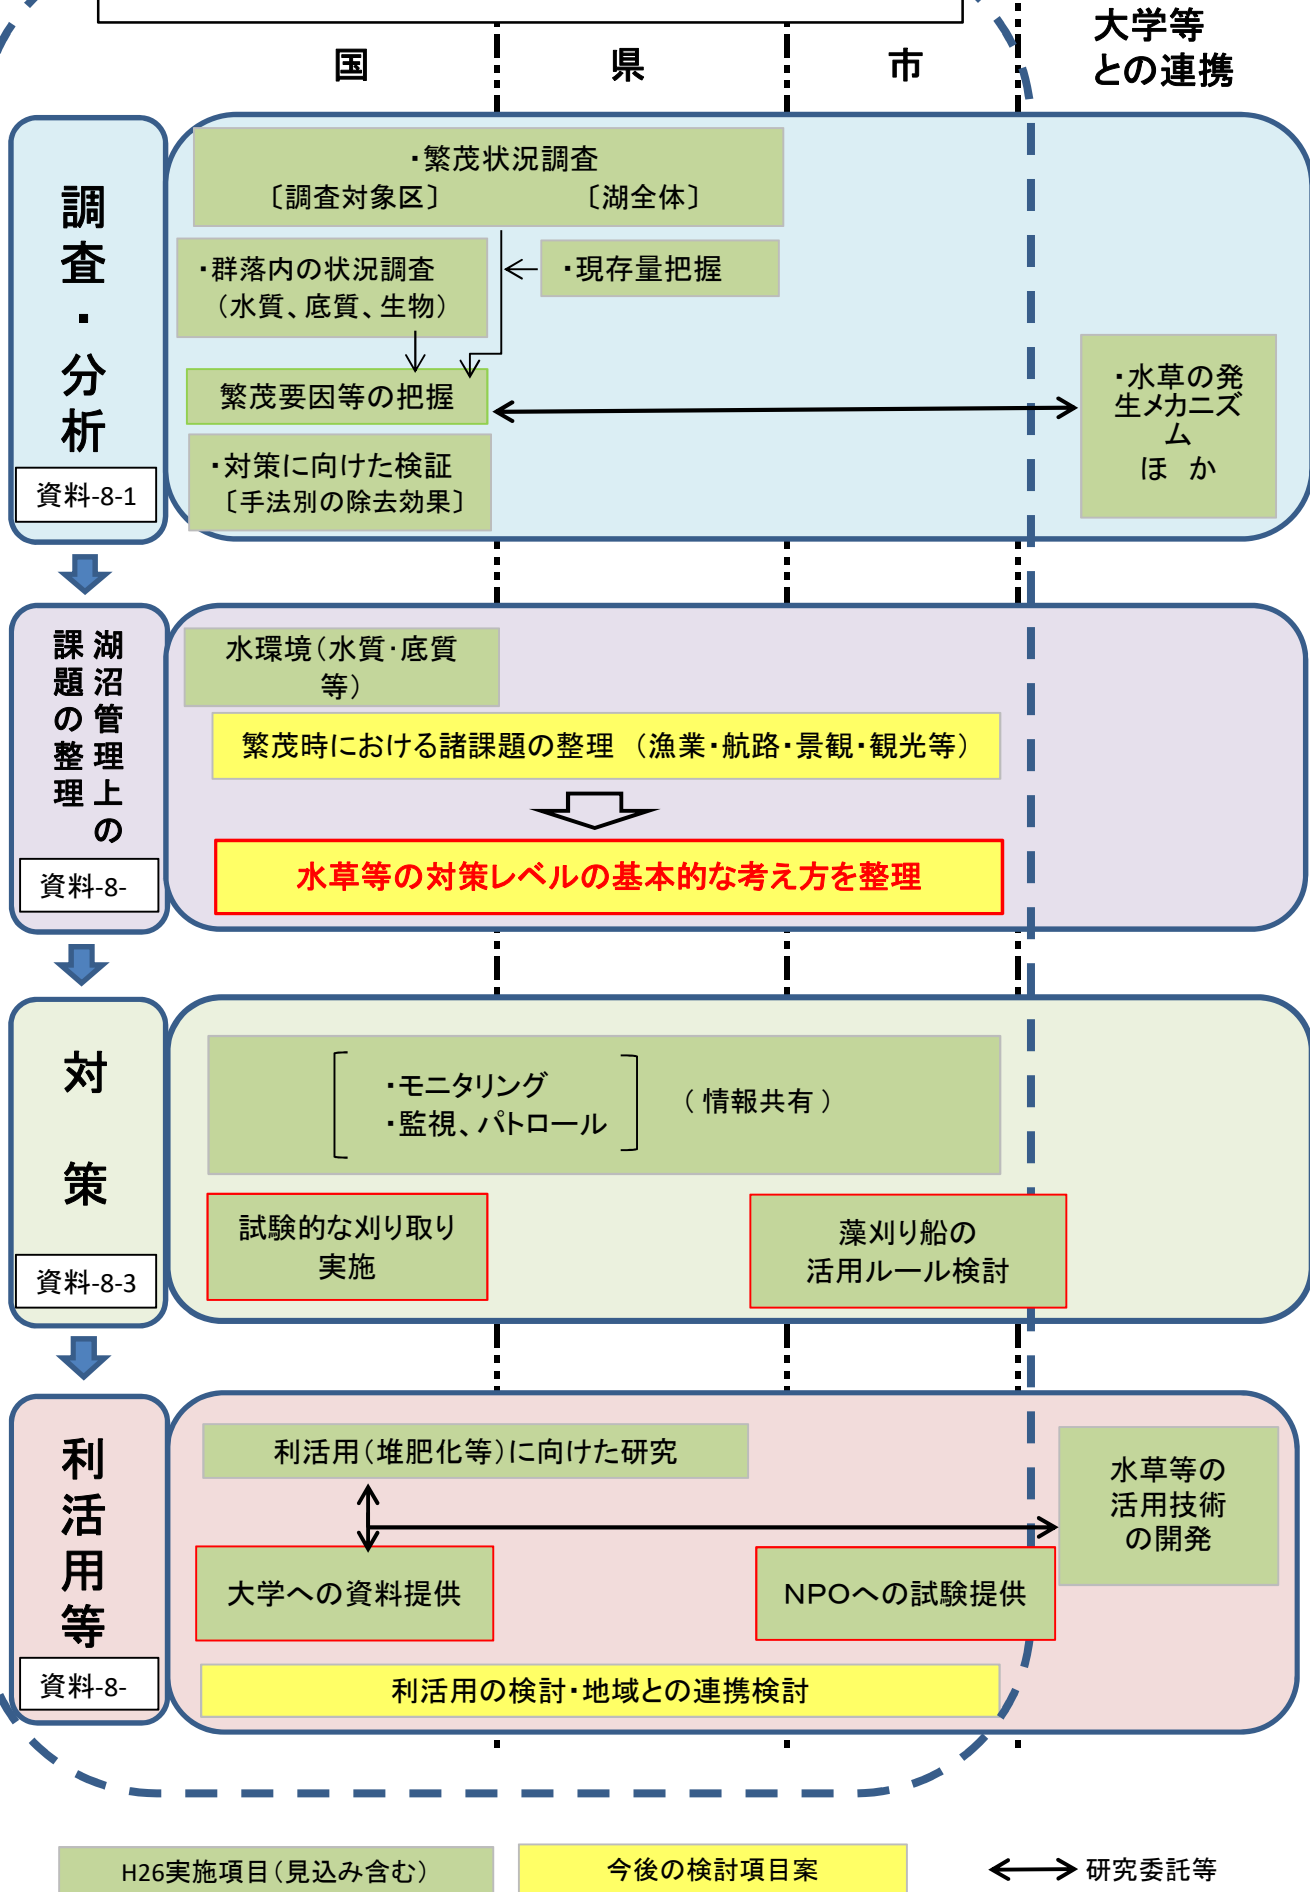 国
県
市
大学等
との連携
調査・分析
資料-8-1
・繁茂状況調査
〔調査対象区〕　〔湖全体〕
・群落内の状況調査
（水質、底質、生物）
・現存量把握
繁茂要因等の把握
・対策に向けた検証
〔手法別の除去効果〕
・水草の発
生メカニズ
ム
ほ か
湖沼管理上の
課題の整理
資料-8-
水環境（水質・底質
等）
繁茂時における諸課題の整理 （漁業・航路・景観・観光等）
水草等の対策レベルの基本的な考え方を整理
対策
資料-8-3
・モニタリング
・監視、パトロール
（ 情報共有 ）
試験的な刈り取り
実施
藻刈り船の
活用ルール検討
利活用等
資料-8-
利活用（堆肥化等）に向けた研究
大学への資料提供
NPOへの試験提供
水草等の
活用技術
の開発
利活用の検討・地域との連携検討
H26実施項目（見込み含む）
今後の検討項目案
研究委託等